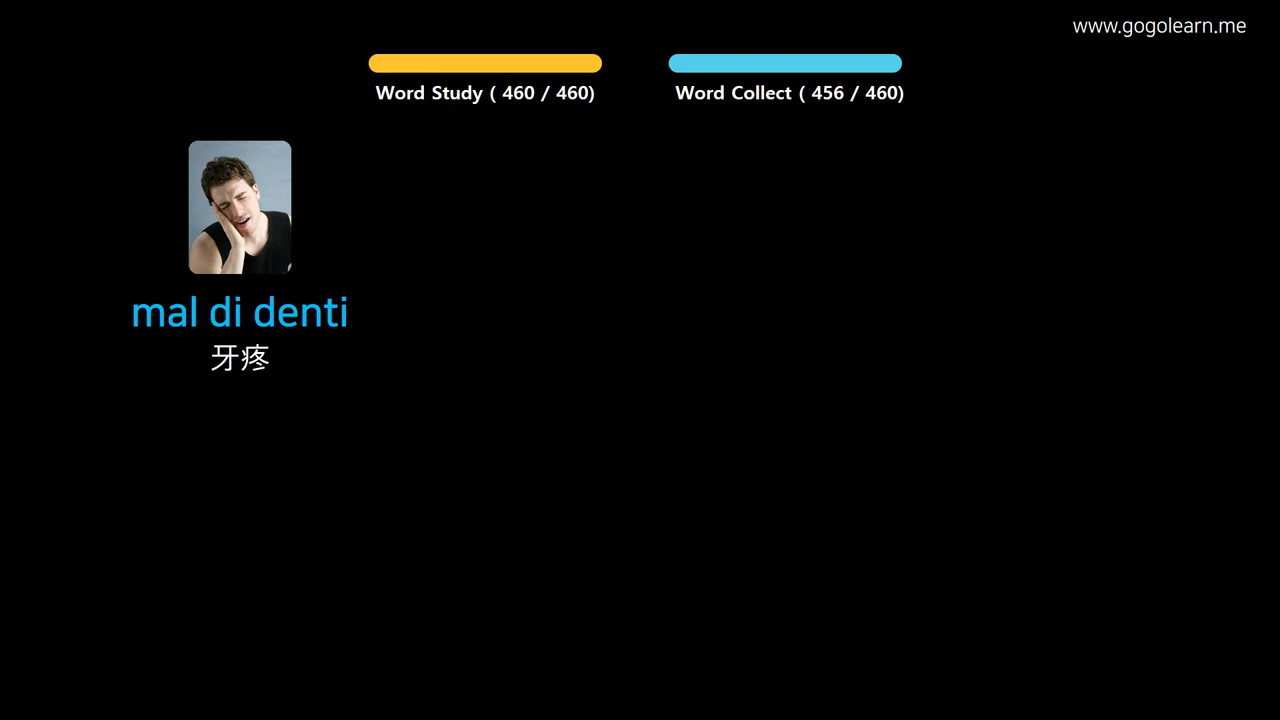 www.gogolearn.me
Word Study ( 460 / 460)
Word Collect ( 456 / 460)
mal di denti
牙疼